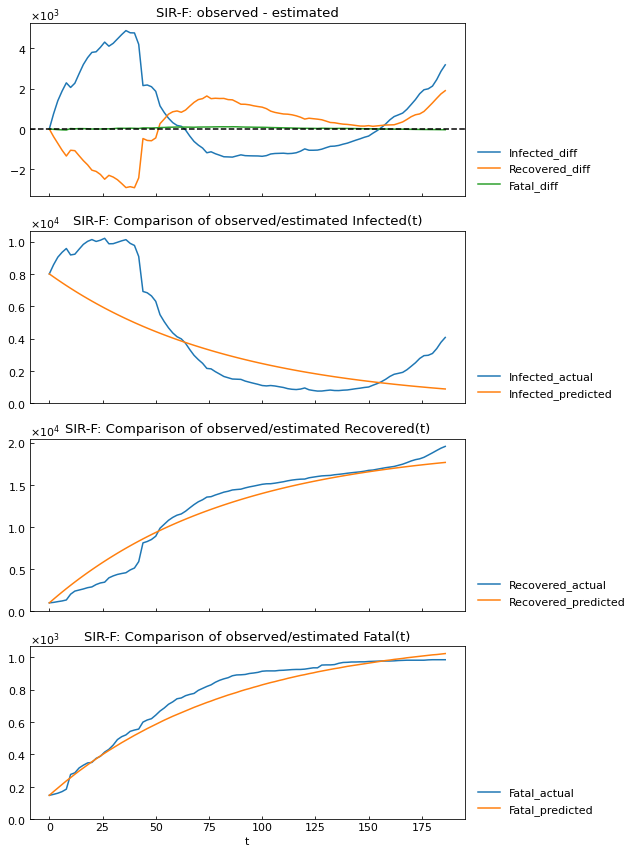 SIR-F: observed - estimated
×10³
4
2
0
−2
Infected_diff
Recovered_diff
Fatal_diff
SIR-F: Comparison of observed/estimated Infected(t)
×10⁴
1.0
0.8
0.6
0.4
0.2
0.0
Infected_actual
Infected_predicted
SIR-F: Comparison of observed/estimated Recovered(t)
×10⁴
2.0
1.5
1.0
0.5
0.0
Recovered_actual
Recovered_predicted
SIR-F: Comparison of observed/estimated Fatal(t)
×10³
1.0
0.8
0.6
0.4
0.2
0.0
Fatal_actual
Fatal_predicted
0 25 50 75 100 125 150 175
t